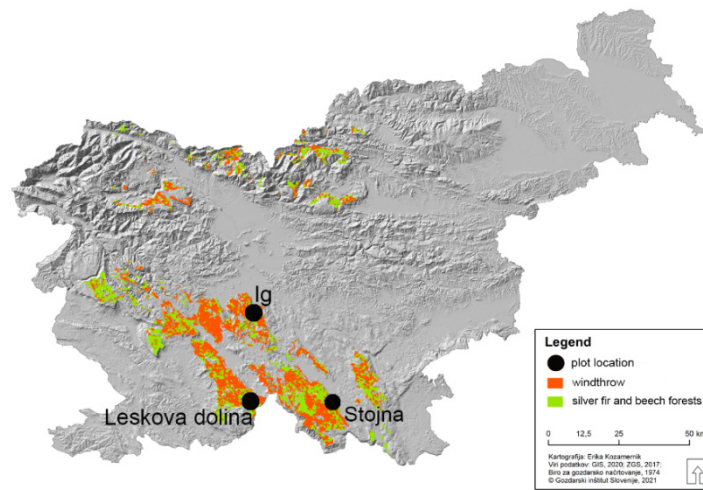 Ig
Leskova dolina
Stojna
Legend
plot location
windthrow
silver fir and beech forests
0 12,5 25 50 km
Kartografija: Erika Kozamernik
Viri podatkov: GIS, 2020; ZGS, 2017;
Biro za gozdarsko načrtovanje, 1974
© Gozdarski inštitut Slovenije, 2021